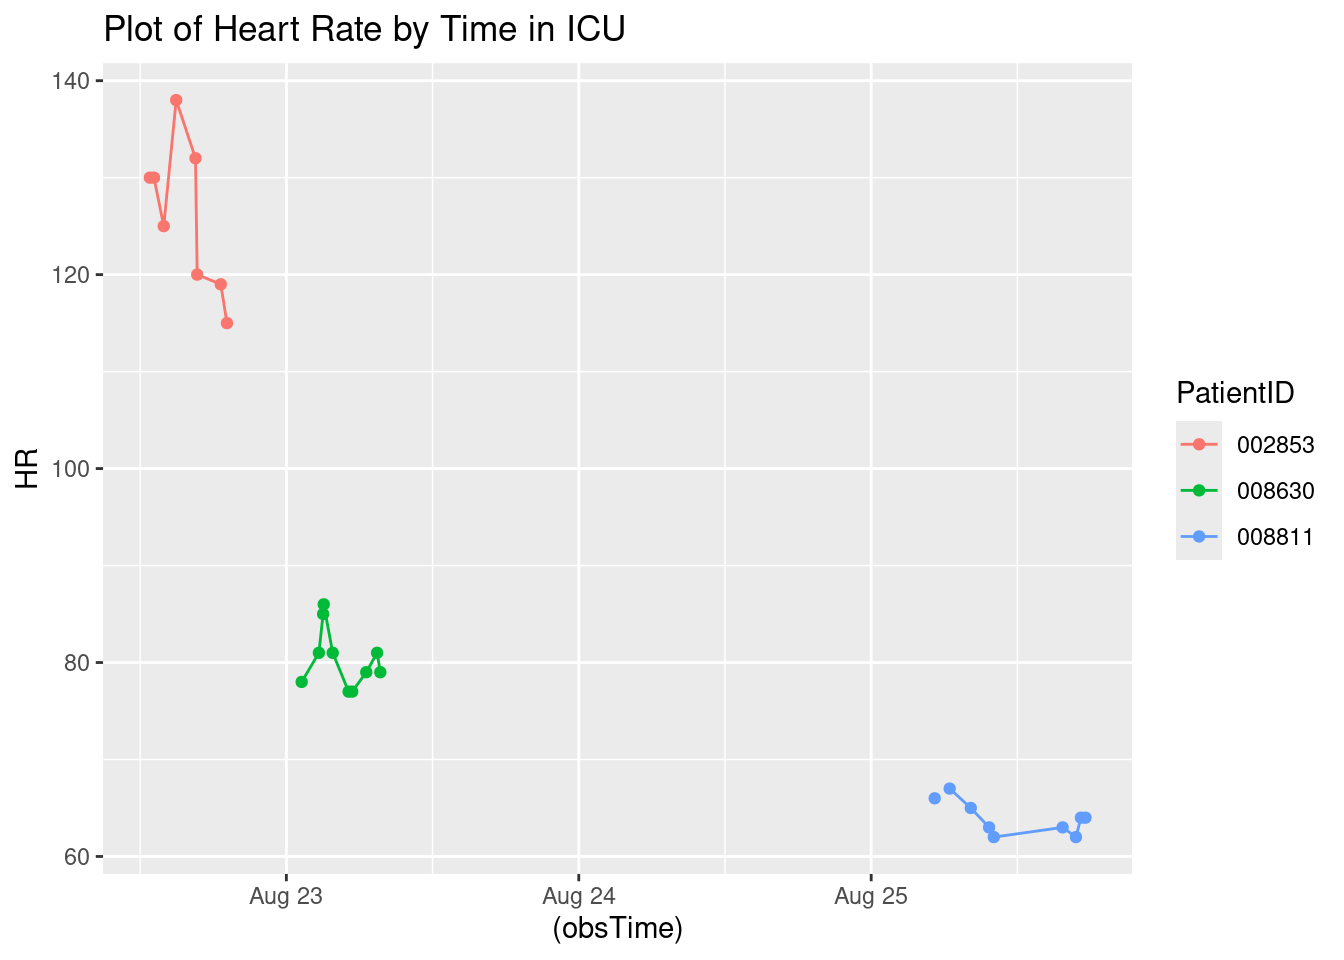 Plot of Heart Rate by Time in ICU
140
120
100
80
60
HR
Aug 23 Aug 24 Aug 25
(obsTime)
PatientID
002853
008630
008811